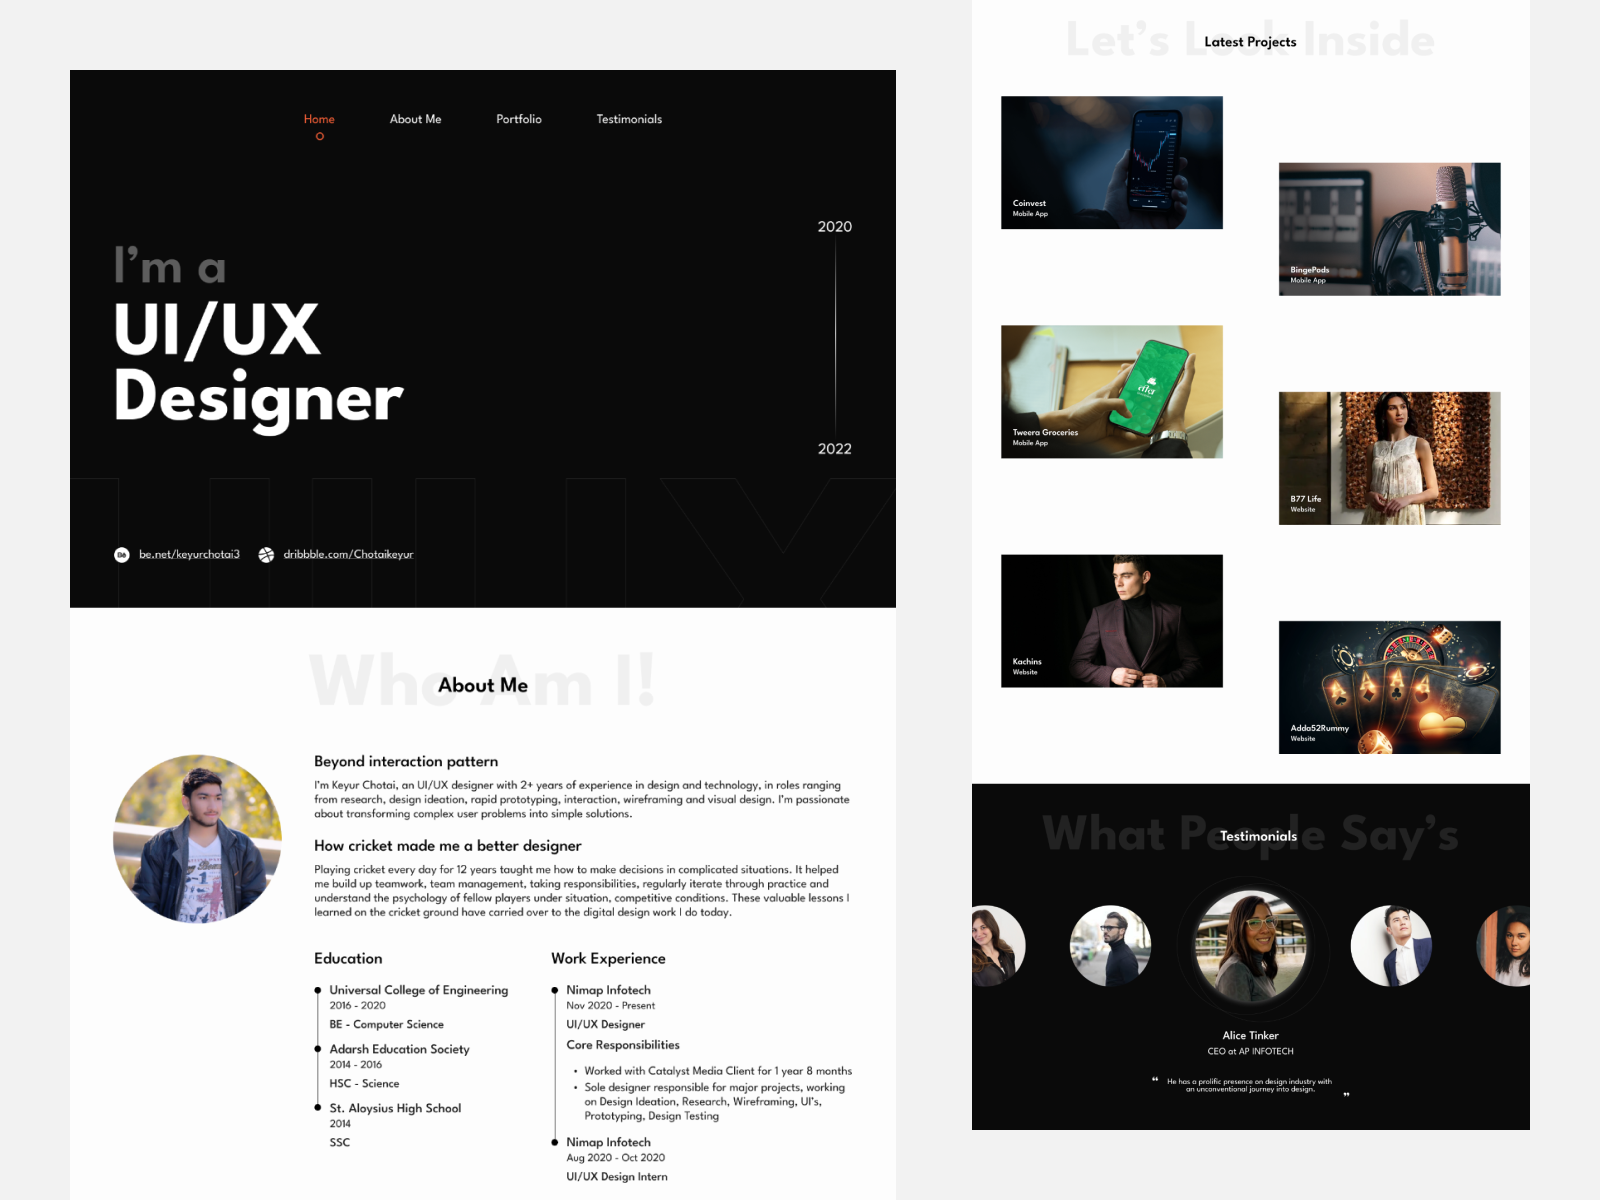 Home
About Me
Portfolio
Testimonials
2020
I'm a
UI/UX
Designer
2022
UI/UX
Bē
be.net/keyurchotai3
dribbble.com/Chotaikeyur
Who Am I!
About Me
Beyond interaction pattern
I'm Keyur Chotai, an UI/UX designer with 2+ years of experience in design and technology, in roles ranging
from research, design ideation, rapid prototyping, interaction, wireframing and visual design. I'm passionate
about transforming complex user problems into simple solutions.
How cricket made me a better designer
Playing cricket every day for 12 years taught me how to make decisions in complicated situations. It helped
me build up teamwork, team management, taking responsibilities, regularly iterate through practice and
understand the psychology of fellow players under situation, competitive conditions. These valuable lessons I
learned on the cricket ground have carried over to the digital design work I do today.
Education
Universal College of Engineering
2016 - 2020
BE - Computer Science
Adarsh Education Society
2014 - 2016
HSC - Science
St. Aloysius High School
2014
SSC
Work Experience
Nimap Infotech
Nov 2020 - Present
UI/UX Designer
Core Responsibilities
• Worked with Catalyst Media Client for 1 year 8 months
• Sole designer responsible for major projects, working
on Design Ideation, Research, Wireframing, UI's,
Prototyping, Design Testing
Nimap Infotech
Aug 2020 - Oct 2020
UI/UX Design Intern
Let's Look Inside
Latest Projects
Coinvest
Mobile App
BingePods
Mobile App
Tweera Groceries
Mobile App
B77 Life
Website
Kachins
Website
Adda52Rummy
Website
What People Say's
Testimonials
Alice Tinker
CEO at AP INFOTECH
❝ He has a prolific presence on design industry with
an unconventional journey into design. ❞